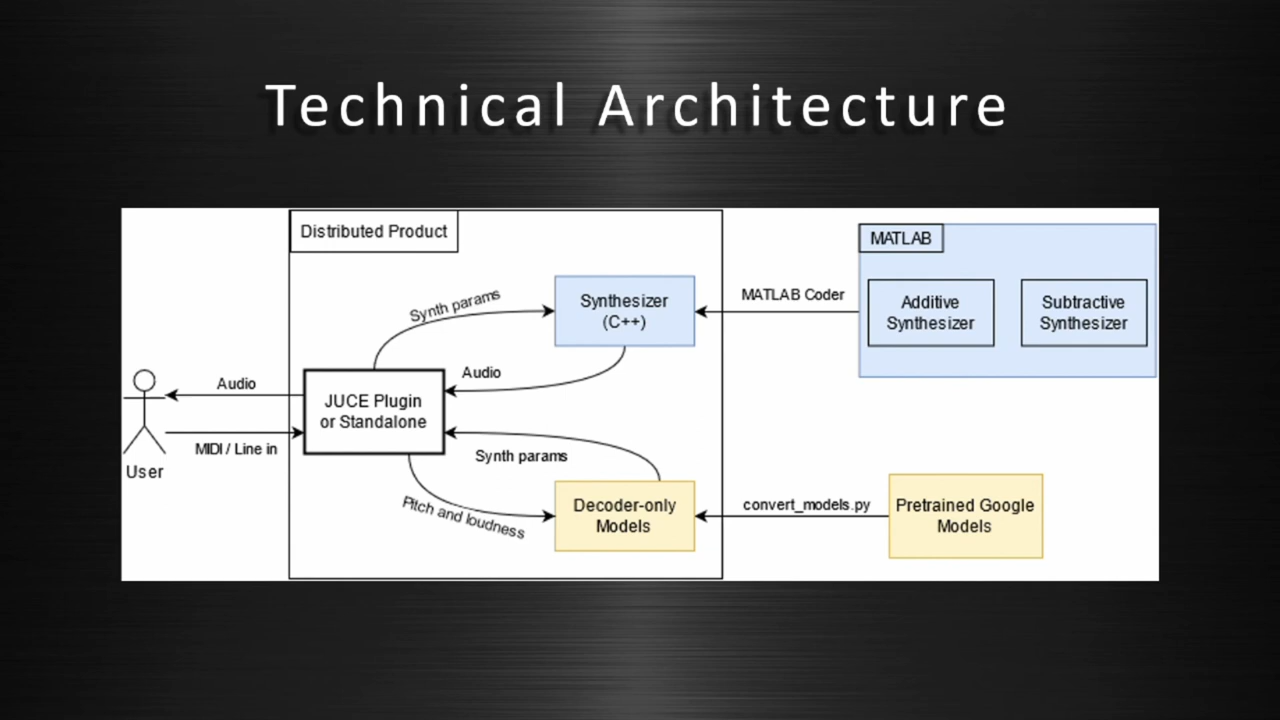 Technical Architecture
Distributed Product
MATLAB
Synth params
Synthesizer
(C++)
MATLAB Coder
Additive
Synthesizer
Subtractive
Synthesizer
Audio
Audio
JUCE Plugin
or Standalone
MIDI / Line in
User
Synth params
Pitch and loudness
Decoder-only
Models
convert_models.py
Pretrained Google
Models